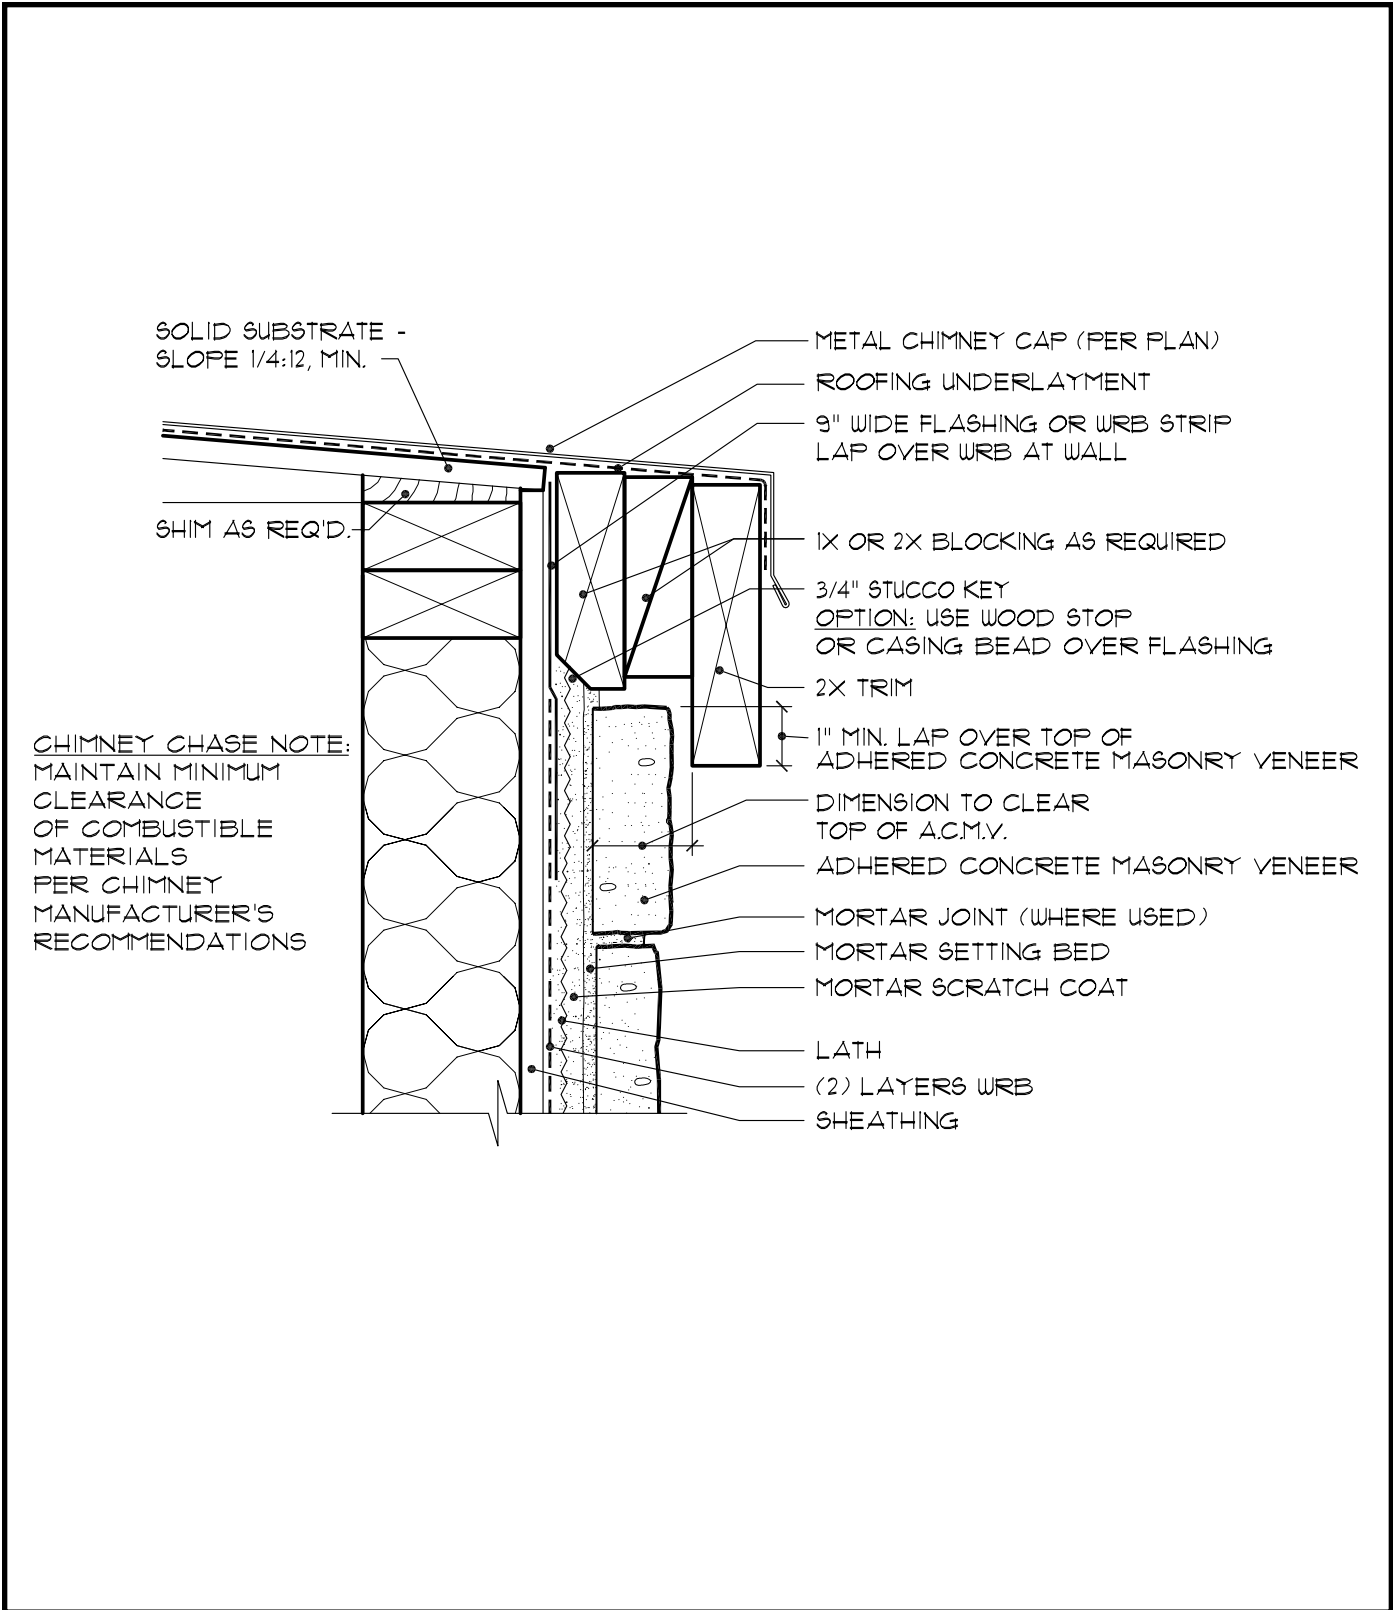 SOLID SUBSTRATE -
SLOPE 1/4:12, MIN.
SHIM AS REQ'D.
CHIMNEY CHASE NOTE:
MAINTAIN MINIMUM
CLEARANCE
OF COMBUSTIBLE
MATERIALS
PER CHIMNEY
MANUFACTURER'S
RECOMMENDATIONS
METAL CHIMNEY CAP (PER PLAN)
ROOFING UNDERLAYMENT
9" WIDE FLASHING OR WRB STRIP
LAP OVER WRB AT WALL
1X OR 2X BLOCKING AS REQUIRED
3/4" STUCCO KEY
OPTION: USE WOOD STOP
OR CASING BEAD OVER FLASHING
2X TRIM
1" MIN. LAP OVER TOP OF
ADHERED CONCRETE MASONRY VENEER
DIMENSION TO CLEAR
TOP OF A.C.M.V.
ADHERED CONCRETE MASONRY VENEER
MORTAR JOINT (WHERE USED)
MORTAR SETTING BED
MORTAR SCRATCH COAT
LATH
(2) LAYERS WRB
SHEATHING